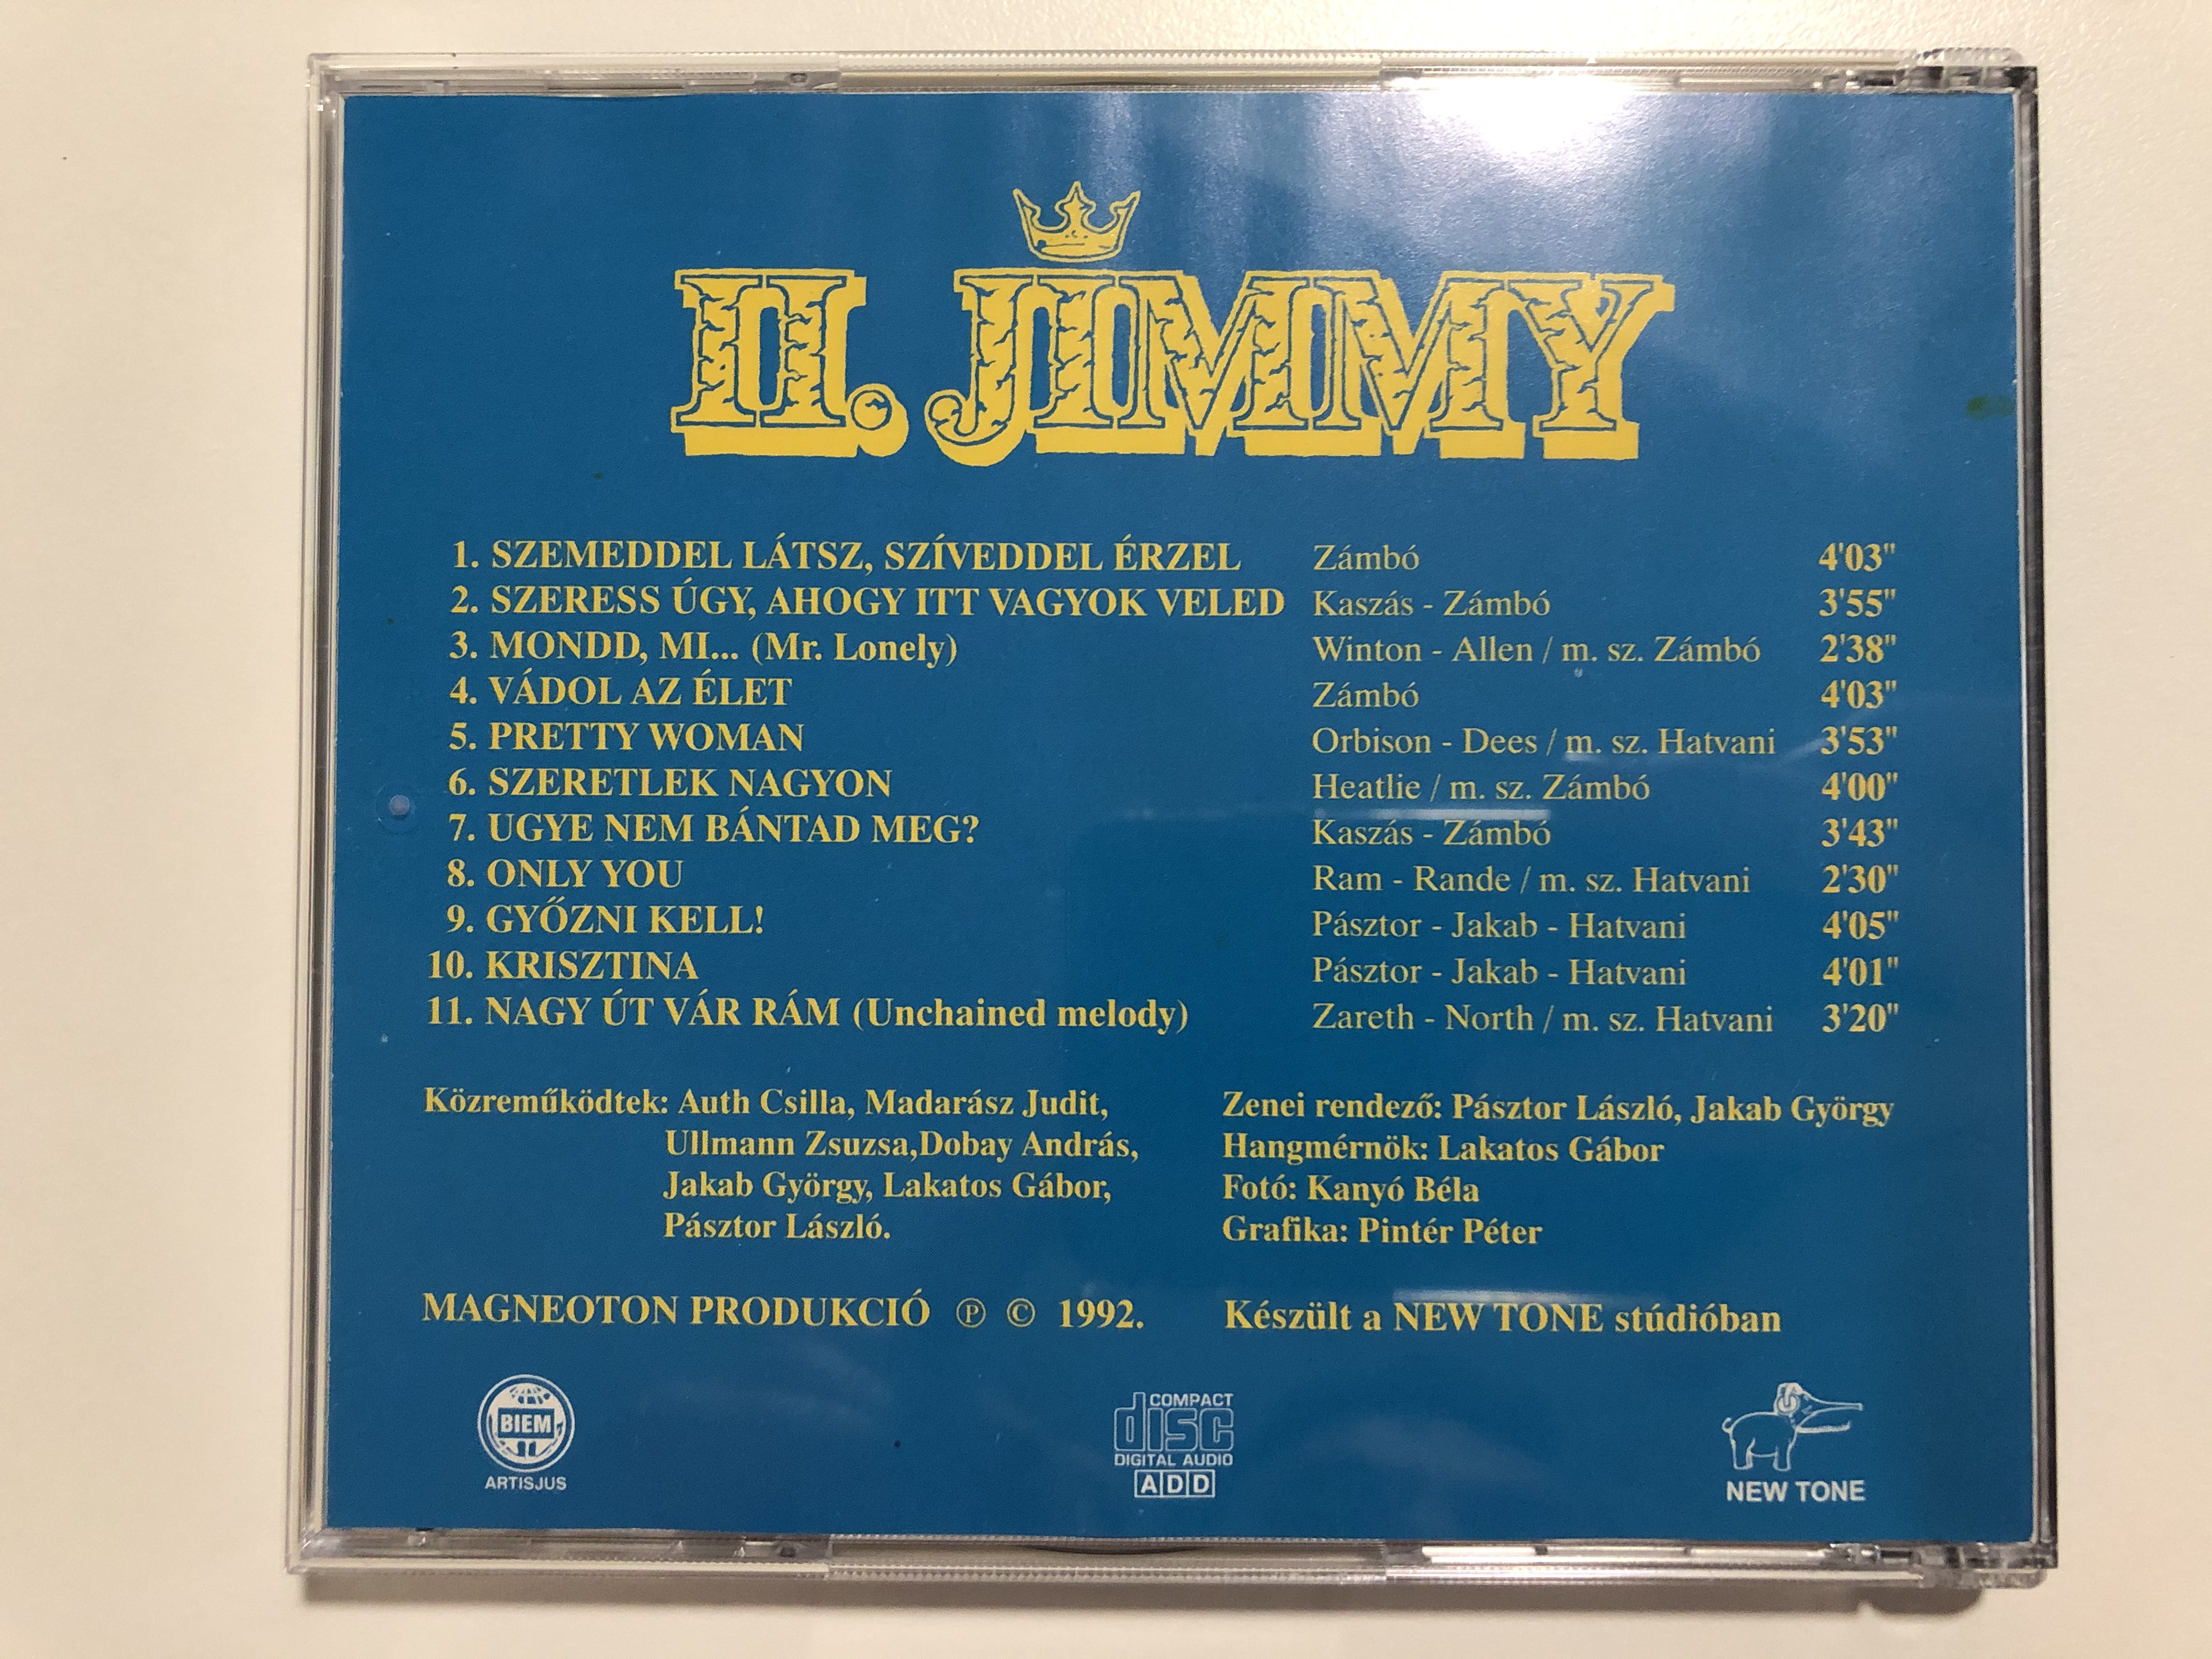 II. JIMMY
1. SZEMEDDEL LÁTSZ, SZÍVEDDEL ÉRZEL Zámbó 4'03"
2. SZERESS ÚGY, AHOGY ITT VAGYOK VELED Kaszás - Zámbó 3'55"
3. MONDD, MI... (Mr. Lonely) Winton - Allen / m. sz. Zámbó 2'38"
4. VÁDOL AZ ÉLET Zámbó 4'03"
5. PRETTY WOMAN Orbison - Dees / m. sz. Hatvani 3'53"
6. SZERETLEK NAGYON Heatlie / m. sz. Zámbó 4'00"
7. UGYE NEM BÁNTAD MEG? Kaszás - Zámbó 3'43"
8. ONLY YOU Ram - Rande / m. sz. Hatvani 2'30"
9. GYŐZNI KELL! Pásztor - Jakab - Hatvani 4'05"
10. KRISZTINA Pásztor - Jakab - Hatvani 4'01"
11. NAGY ÚT VÁR RÁM (Unchained melody) Zareth - North / m. sz. Hatvani 3'20"
Közreműködtek: Auth Csilla, Madarász Judit,
Ullmann Zsuzsa,Dobay András,
Jakab György, Lakatos Gábor,
Pásztor László.
Zenei rendező: Pásztor László, Jakab György
Hangmérnök: Lakatos Gábor
Fotó: Kanyó Béla
Grafika: Pintér Péter
MAGNEOTON PRODUKCIÓ ℗ © 1992. Készült a NEW TONE stúdióban
BIEM
ARTISJUS
COMPACT
disc
DIGITAL AUDIO
ADD
NEW TONE